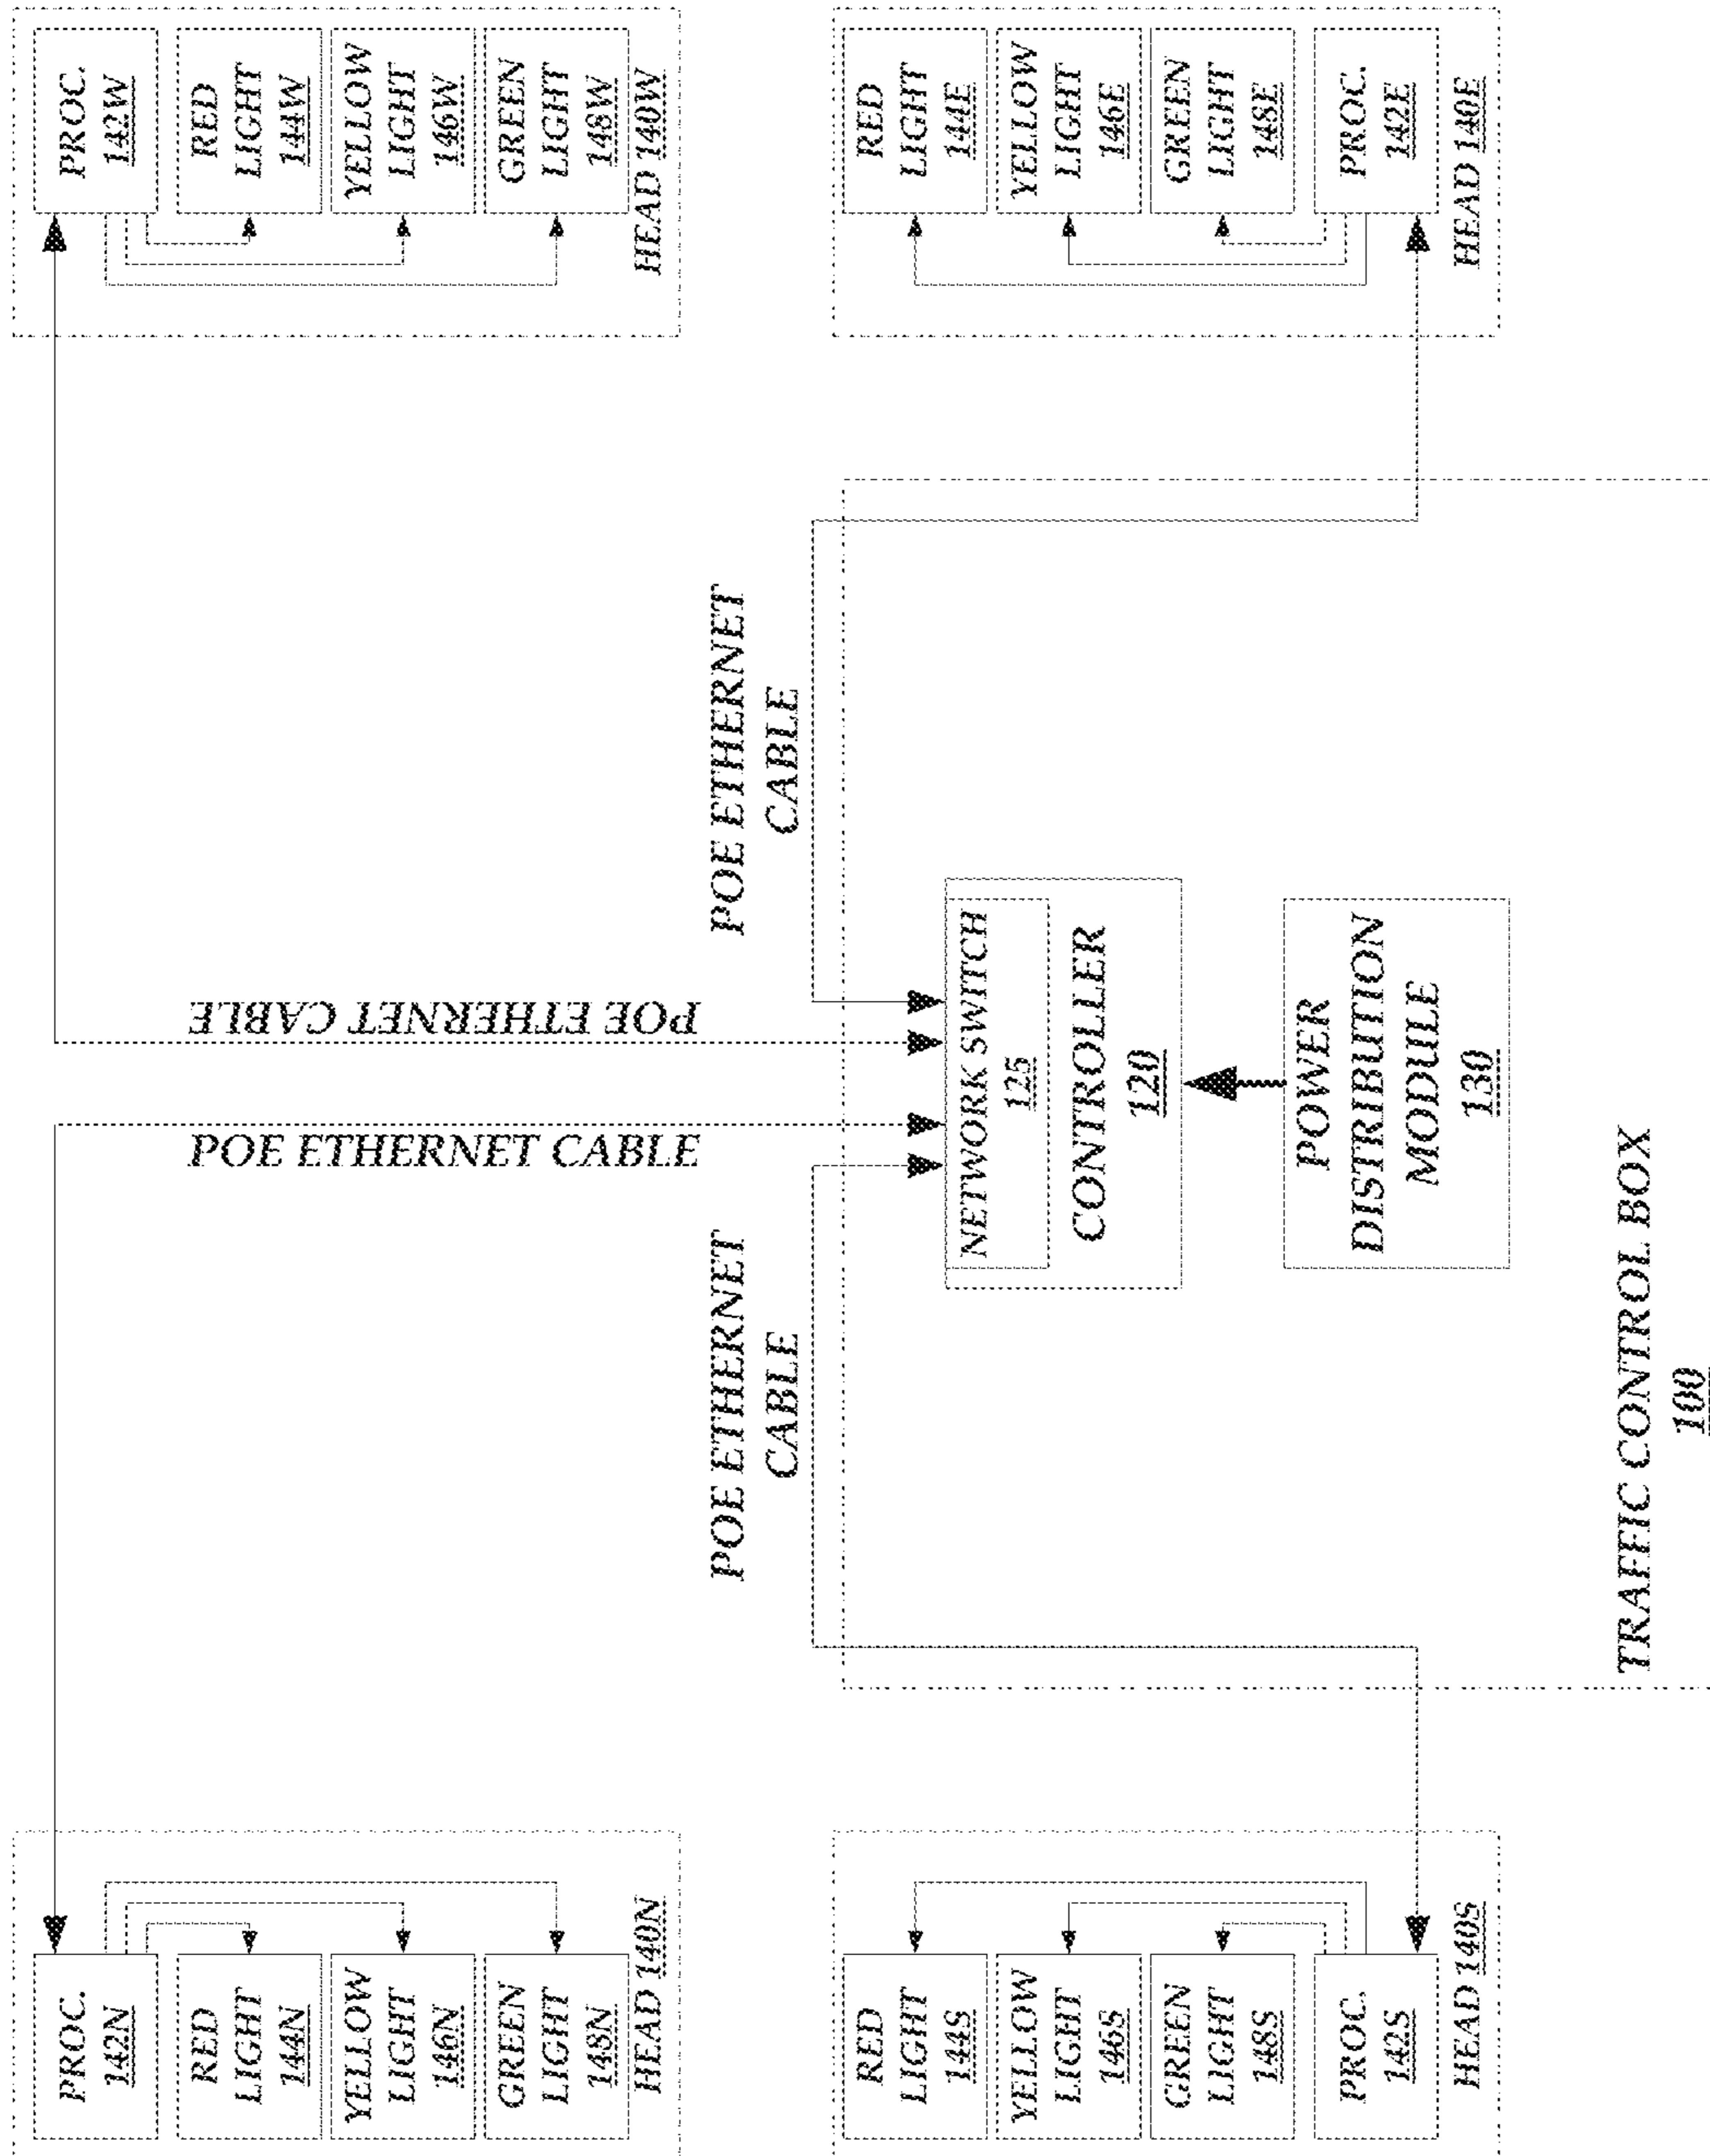 PROC.
142N
RED
LIGHT
144N
YELLOW
LIGHT
146N
GREEN
LIGHT
148N
HEAD 140N
PROC.
142W
RED
LIGHT
144W
YELLOW
LIGHT
146W
GREEN
LIGHT
148W
HEAD 140W
POE ETHERNET CABLE
POE ETHERNET CABLE
POE ETHERNET
CABLE
POE ETHERNET
CABLE
RED
LIGHT
144S
YELLOW
LIGHT
146S
GREEN
LIGHT
148S
PROC.
142S
HEAD 140S
NETWORK SWITCH
125
CONTROLLER
120
POWER
DISTRIBUTION
MODULE
130
RED
LIGHT
144E
YELLOW
LIGHT
146E
GREEN
LIGHT
148E
PROC.
142E
HEAD 140E
TRAFFIC CONTROL BOX
100